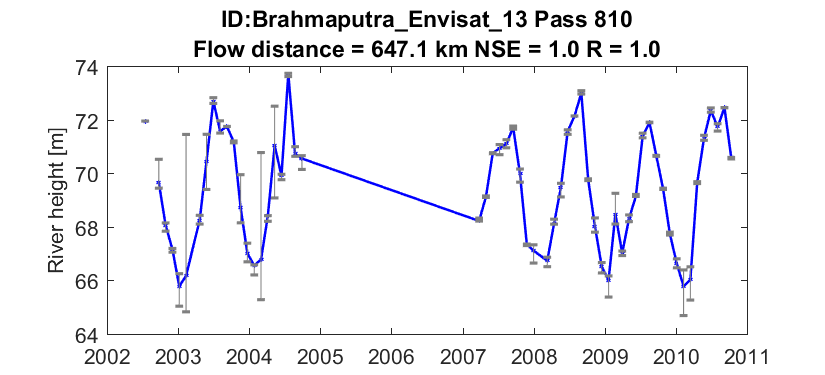 ID:Brahmaputra_Envisat_13 Pass 810
Flow distance = 647.1 km NSE = 1.0 R = 1.0
74
72
70
68
66
64
River height [m]
2002 2003 2004 2005 2006 2007 2008 2009 2010 2011